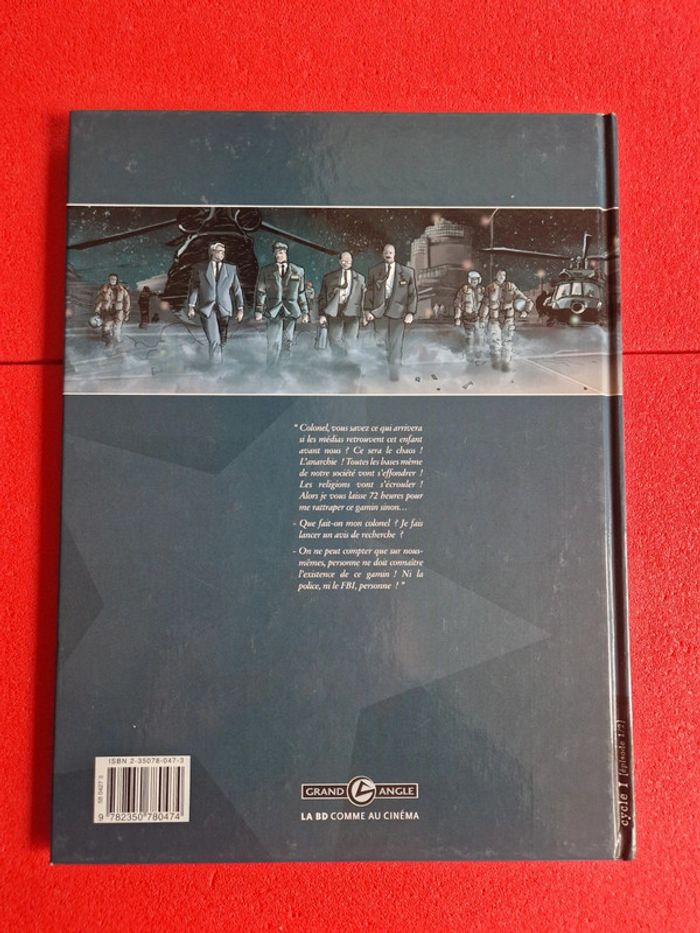 " Colonel, vous savez ce qui arrivera
si les médias retrouvent cet enfant
avant nous ? Ce sera le chaos !
L'anarchie ! Toutes les bases même
de notre société vont s'effondrer !
Les religions vont s'écrouler !
Alors je vous laisse 72 heures pour
me rattraper ce gamin sinon...
- Que fait-on mon colonel ? Je fais
lancer un avis de recherche ?
- On ne peut compter que sur nous-
mêmes, personne ne doit connaître
l'existence de ce gamin ! Ni la
police, ni le FBI, personne ! "
ISBN 2-35078-047-3
9 782350 780474
GRAND ANGLE
LA BD COMME AU CINÉMA
cycle I [épisode 1/2]